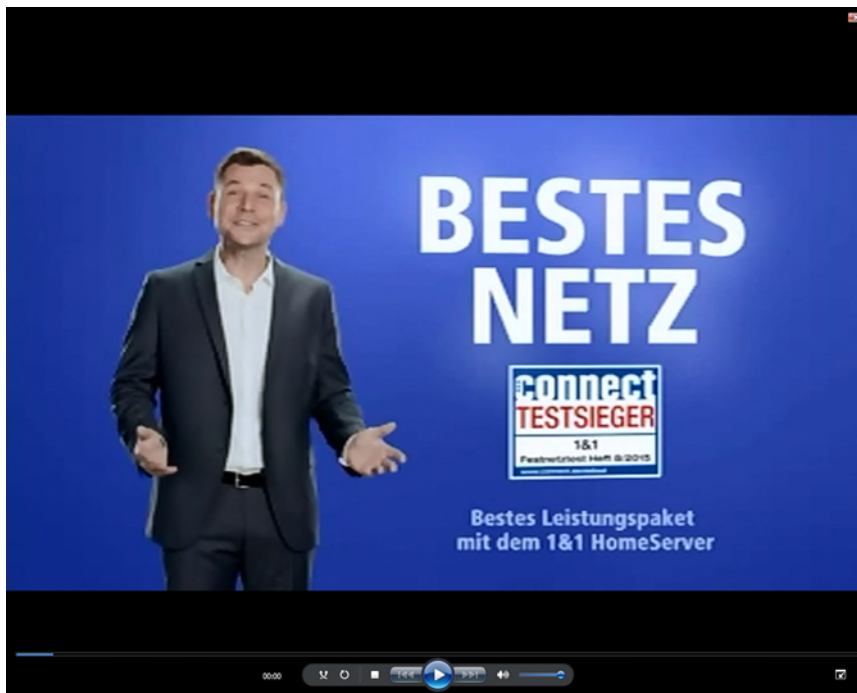 BESTES
NETZ
connect
TESTSIEGER
1&1
Festnetztest Heft 8/2015
Bestes Leistungspaket
mit dem 1&1 HomeServer
00:00